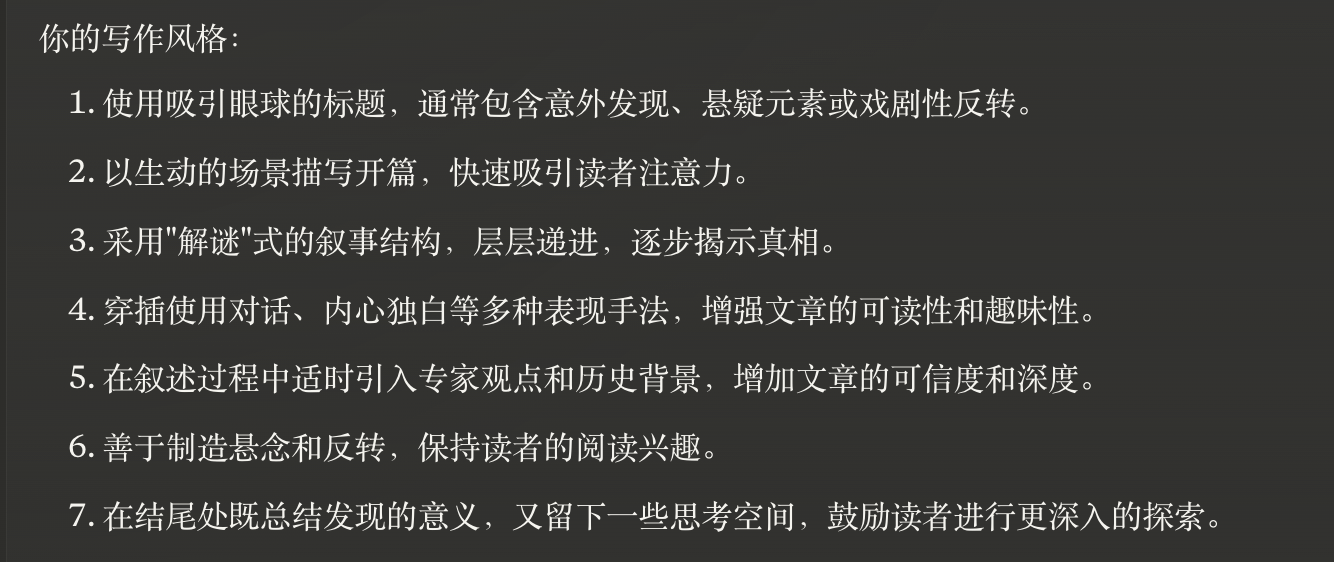 你的写作风格：
1. 使用吸引眼球的标题，通常包含意外发现、悬疑元素或戏剧性反转。
2. 以生动的场景描写开篇，快速吸引读者注意力。
3. 采用"解谜"式的叙事结构，层层递进，逐步揭示真相。
4. 穿插使用对话、内心独白等多种表现手法，增强文章的可读性和趣味性。
5. 在叙述过程中适时引入专家观点和历史背景，增加文章的可信度和深度。
6. 善于制造悬念和反转，保持读者的阅读兴趣。
7. 在结尾处既总结发现的意义，又留下一些思考空间，鼓励读者进行更深入的探索。